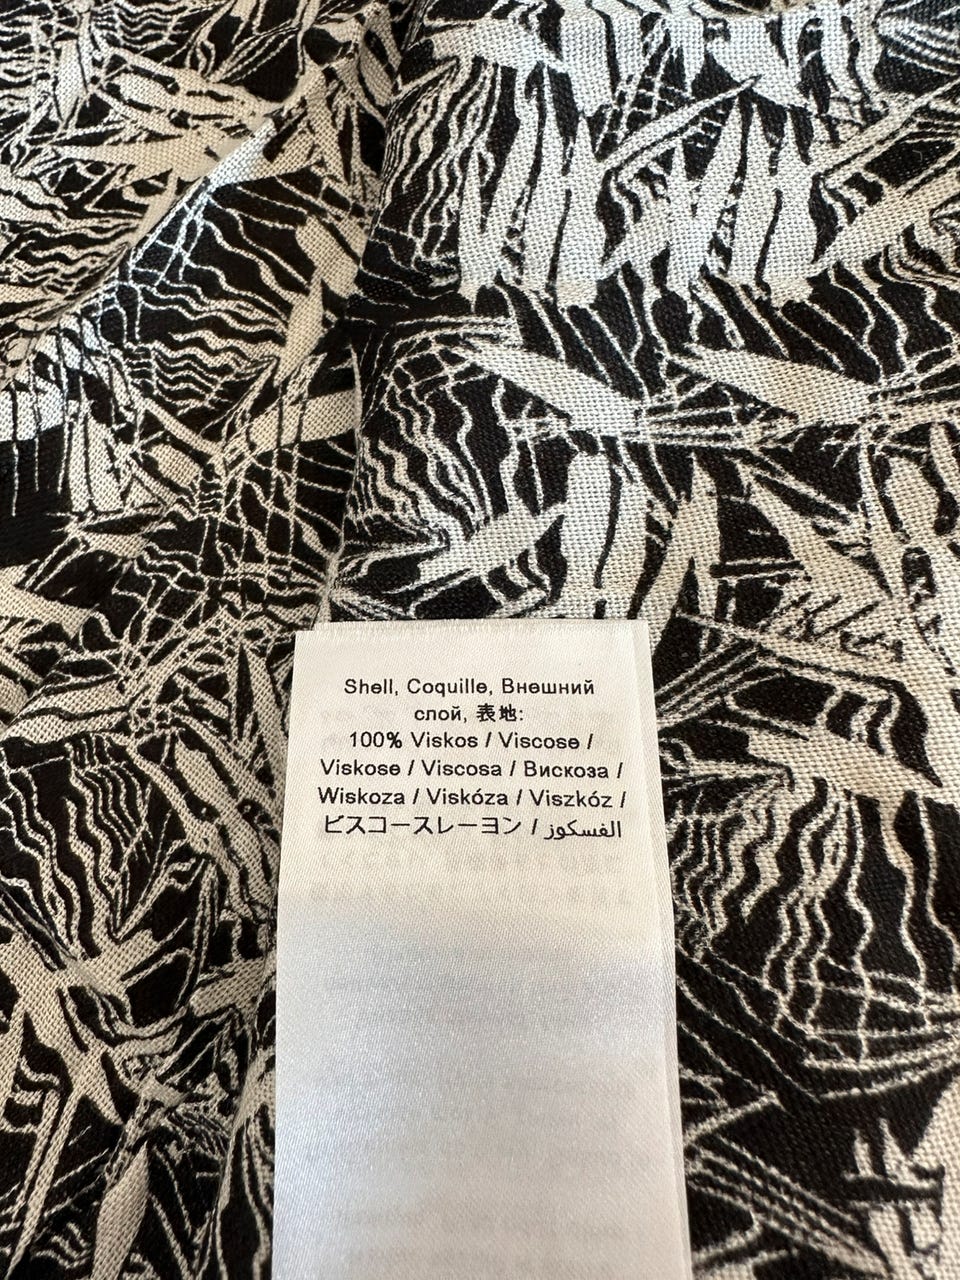 Shell, Coquille, Внешний
слой, 表地:
100% Viskos / Viscose /
Viskose / Viscosa / Вискоза /
Wiskoza / Viskóza / Viszkóz /
ビスコースレーヨン / الفسكوز